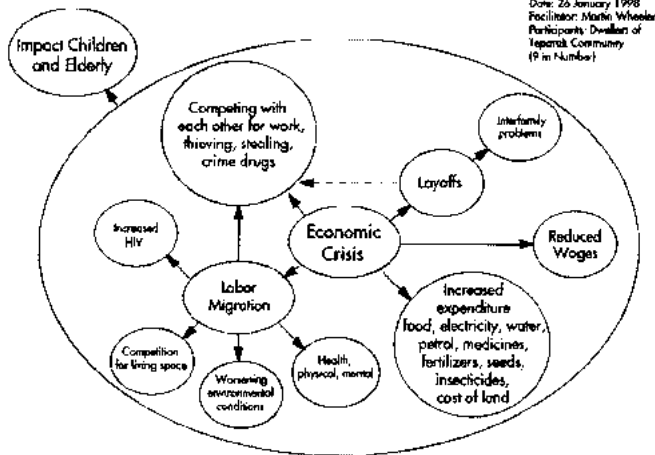 Date: 26 January 1998
Facilitator: Martin Wheeler
Participants: Dwellers of
Teparak Community
(9 in Number)
Impact Children
and Elderly
Competing with
each other for work,
thieving, stealing,
crime drugs
Interfamily
problems
Layoffs
Increased
HIV
Economic
Crisis
Reduced
Wages
Labor
Migration
Increased
expenditure
food, electricity, water,
petrol, medicines,
fertilizers, seeds,
insecticides,
cost of land
Competition
for living space
Worsening
environmental
conditions
Health,
physical, mental